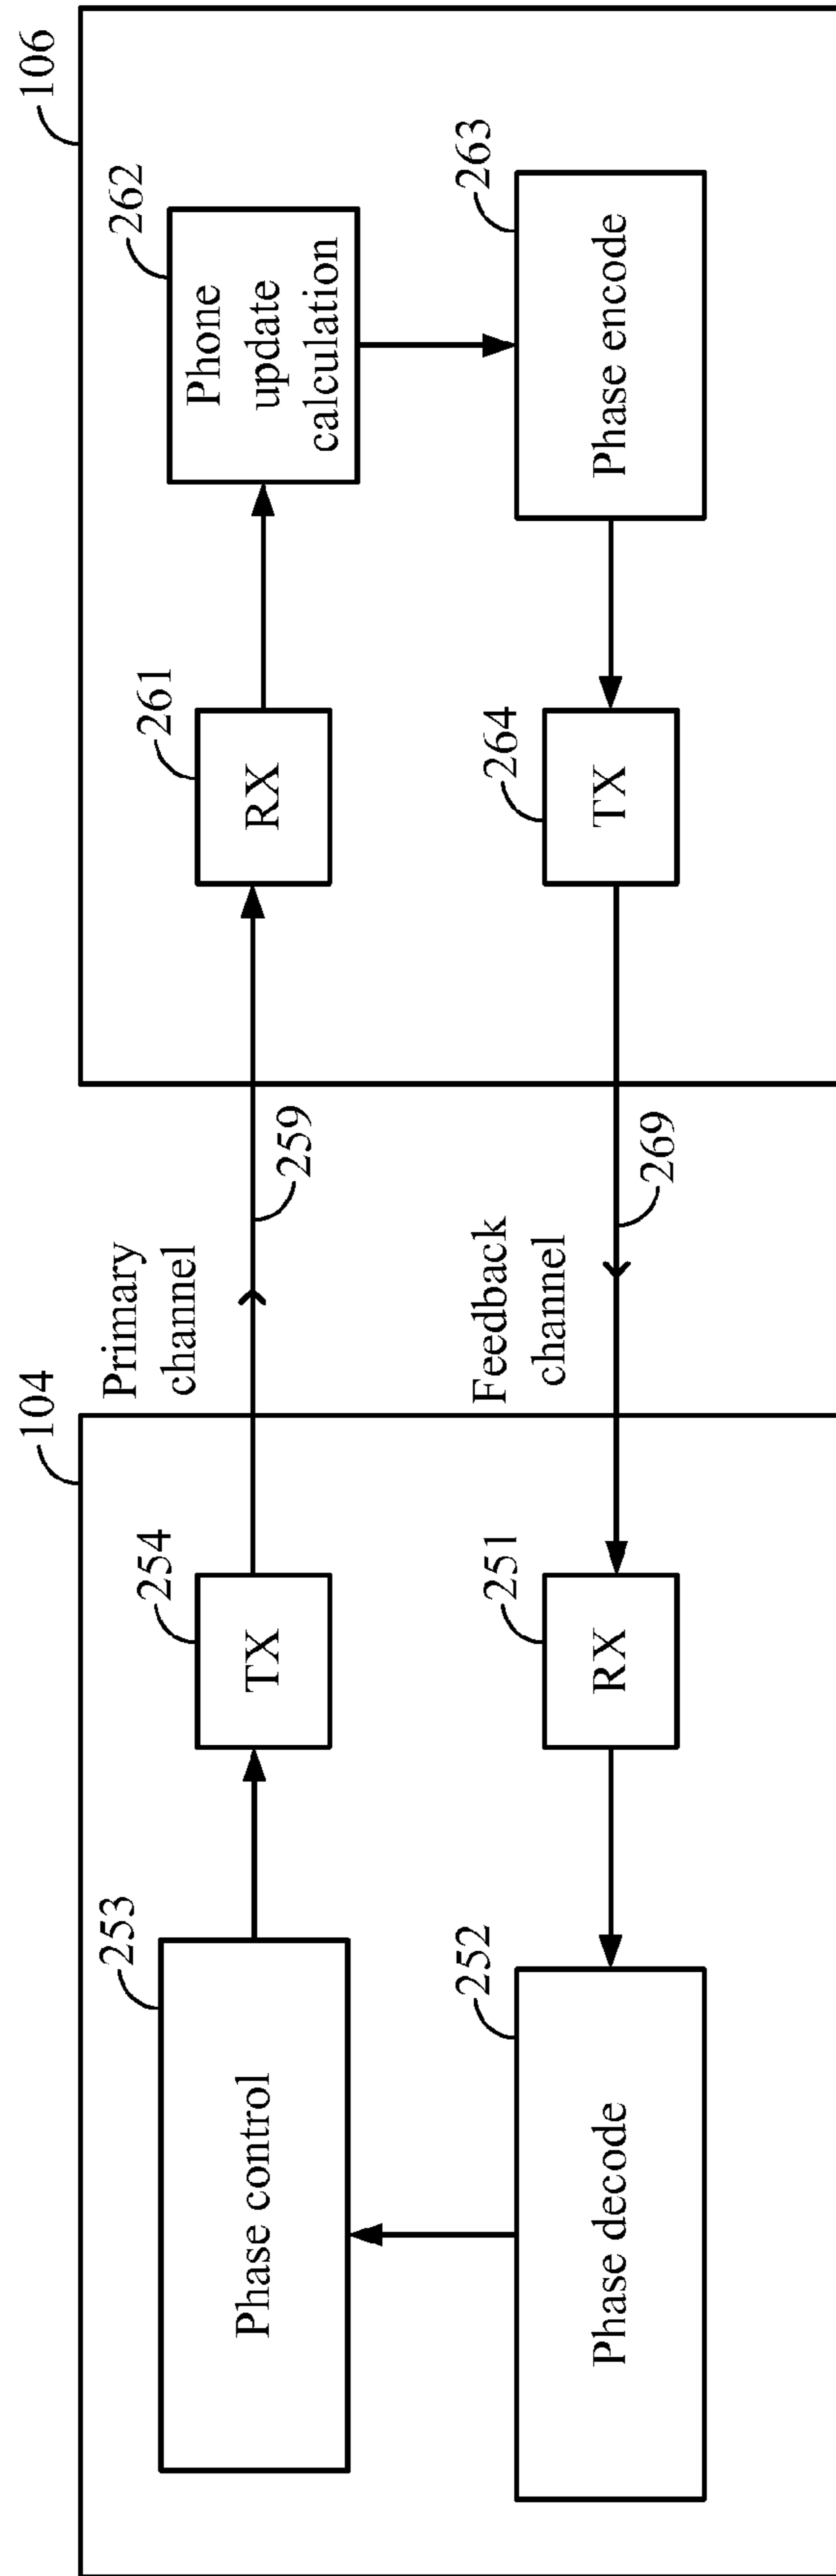 104
106
253
Phase control
254
TX
Primary
channel
259
261
RX
262
Phone
update
calculation
252
Phase decode
251
RX
Feedback
channel
269
264
TX
263
Phase encode